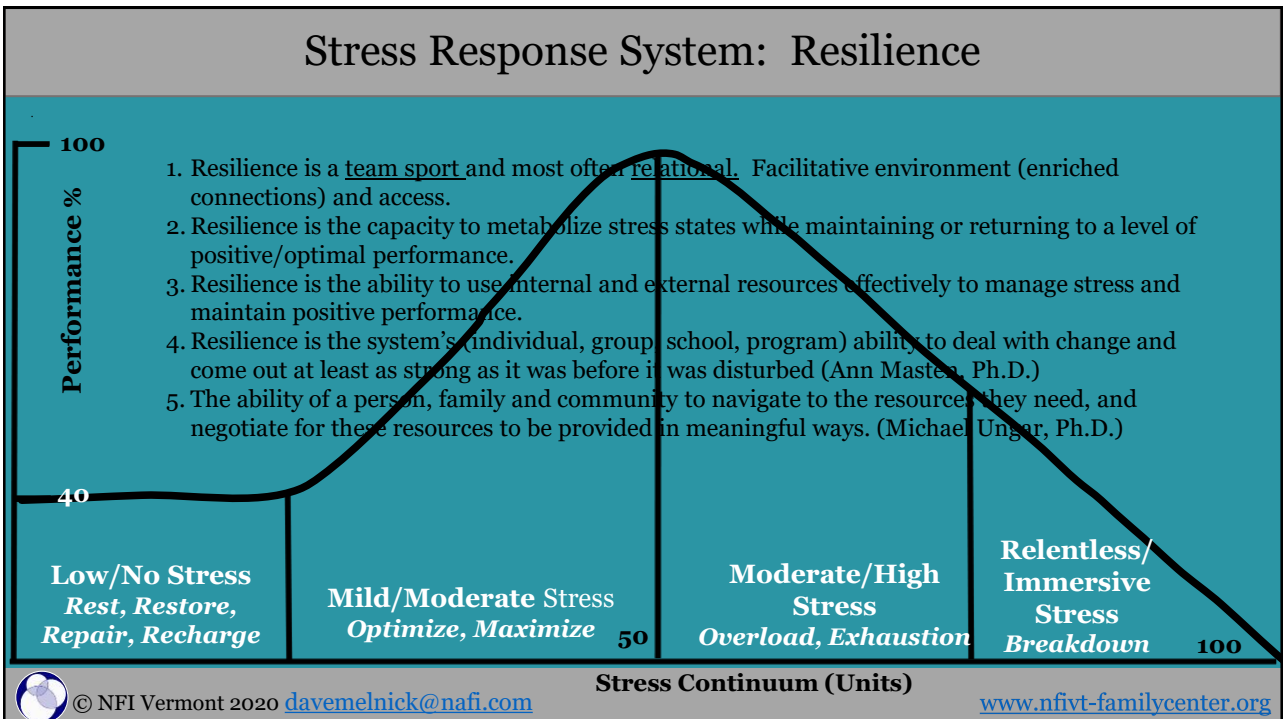 Stress Response System: Resilience
100
Performance %
1. Resilience is a team sport and most often relational. Facilitative environment (enriched
connections) and access.
2. Resilience is the capacity to metabolize stress states while maintaining or returning to a level of
positive/optimal performance.
3. Resilience is the ability to use internal and external resources effectively to manage stress and
maintain positive performance.
4. Resilience is the system's (individual, group, school, program) ability to deal with change and
come out at least as strong as it was before it was disturbed (Ann Masten, Ph.D.)
5. The ability of a person, family and community to navigate to the resources they need, and
negotiate for these resources to be provided in meaningful ways. (Michael Ungar, Ph.D.)
40
Low/No Stress
Rest, Restore,
Repair, Recharge
Mild/Moderate Stress
Optimize, Maximize
50
Moderate/High
Stress
Overload, Exhaustion
Relentless/
Immersive
Stress
Breakdown
100
Stress Continuum (Units)
© NFI Vermont 2020 davemelnick@nafi.com
www.nfivt-familycenter.org